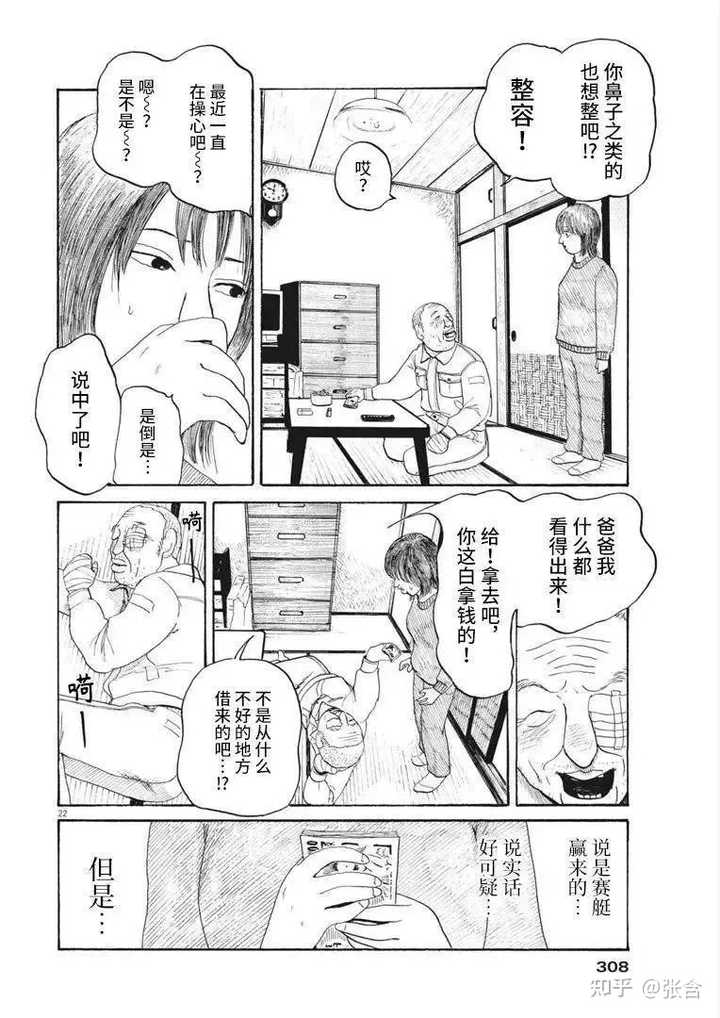 你鼻子之类的
也想整吧!?
整容！
哎？
最近一直
在操心吧～？
嗯～？
是不是～？
是倒是…
说中了吧！
爸爸我
什么都
看得出来！
给！拿去吧，
你这白拿钱的！
不是从什么
不好的地方
借来的吧…!?
嗬
嗬
22
说是赛艇
赢来的…
说实话
好可疑…
但是…
308
知乎 @张含